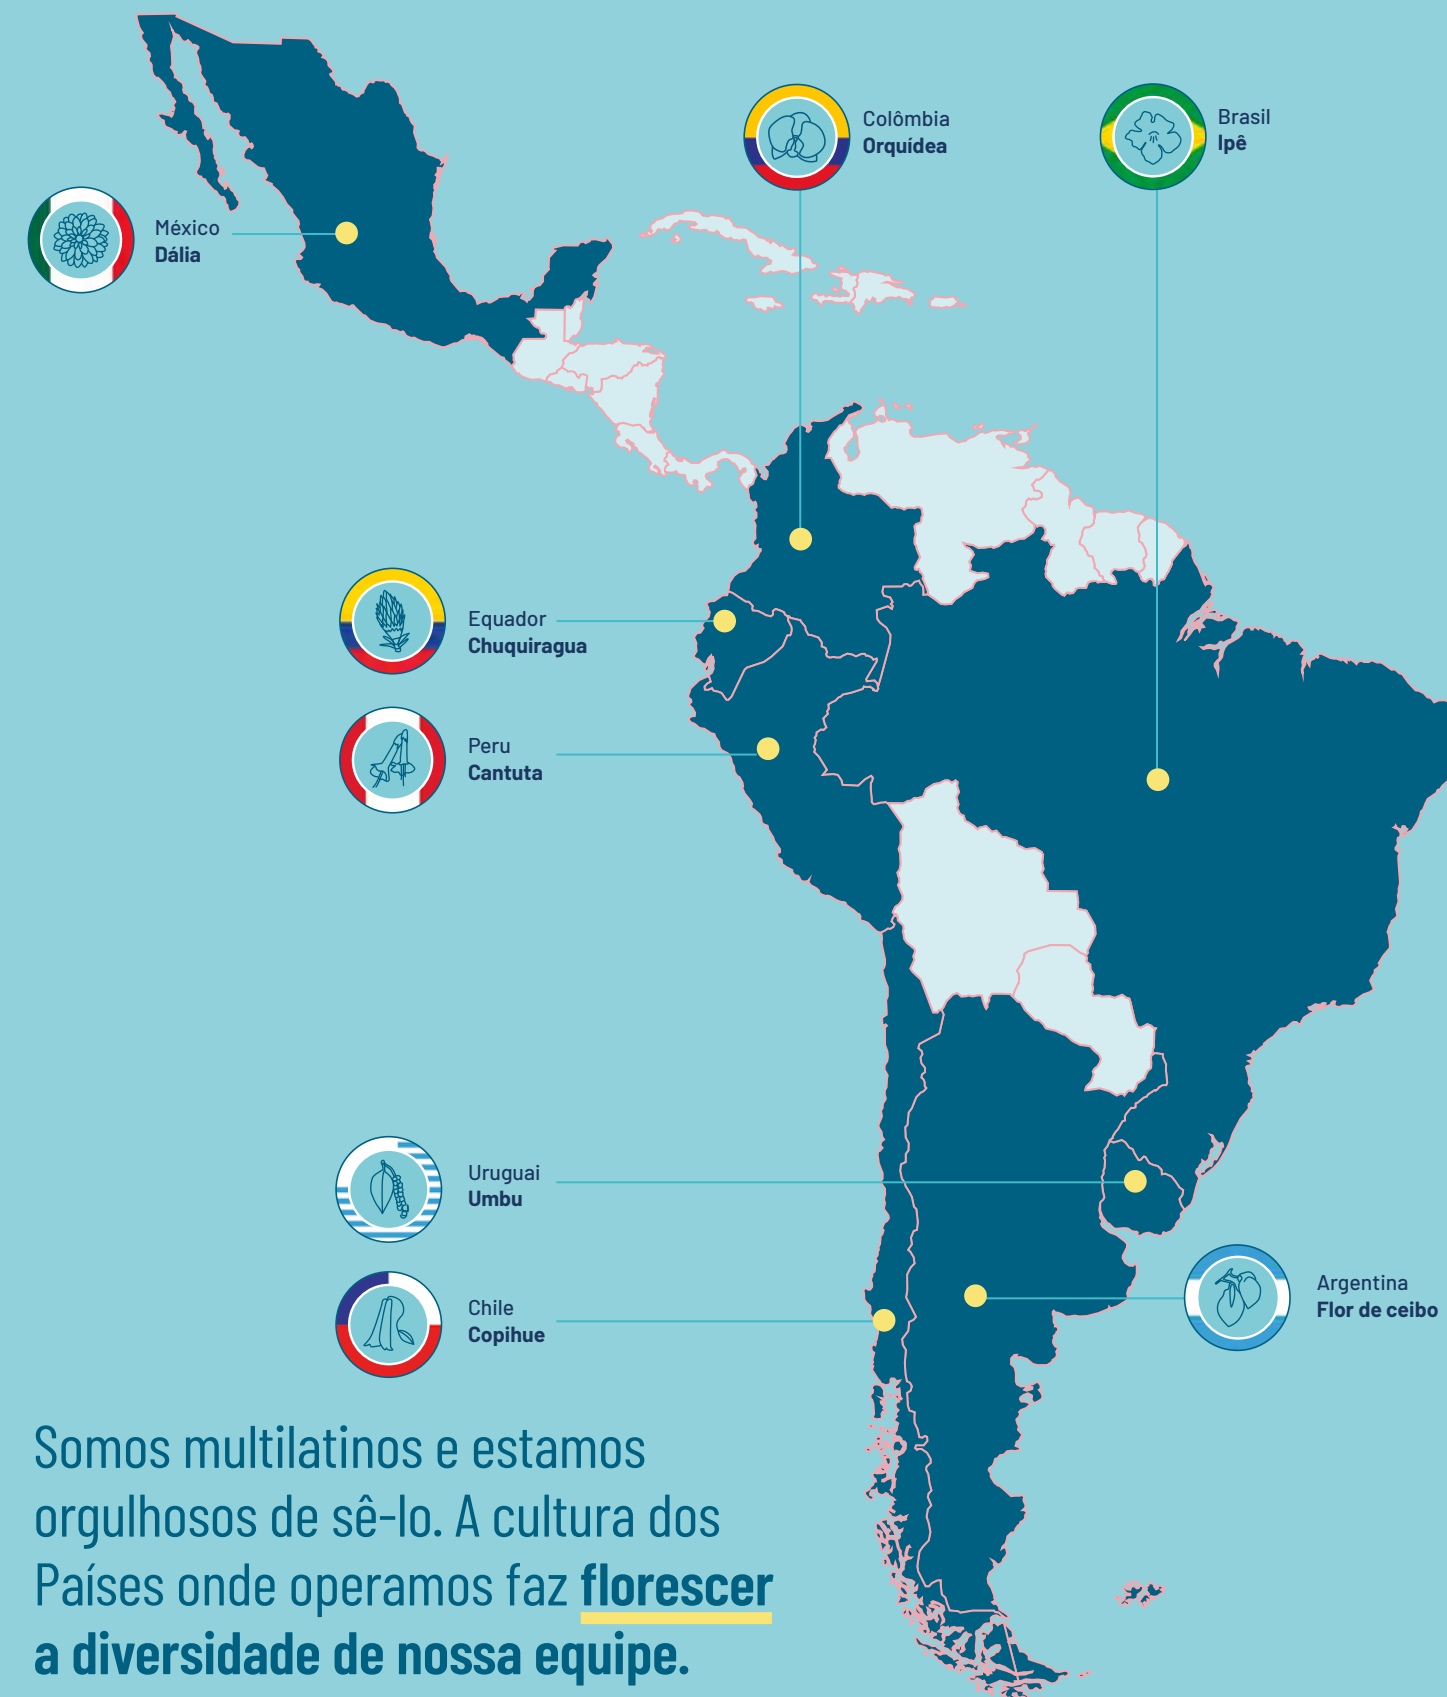 Colômbia
Orquídea
Brasil
Ipê
México
Dália
Equador
Chuquiragua
Peru
Cantuta
Uruguai
Umbu
Chile
Copihue
Argentina
Flor de ceibo
Somos multilatinos e estamos
orgulhosos de sê-lo. A cultura dos
Países onde operamos faz florescer
a diversidade de nossa equipe.